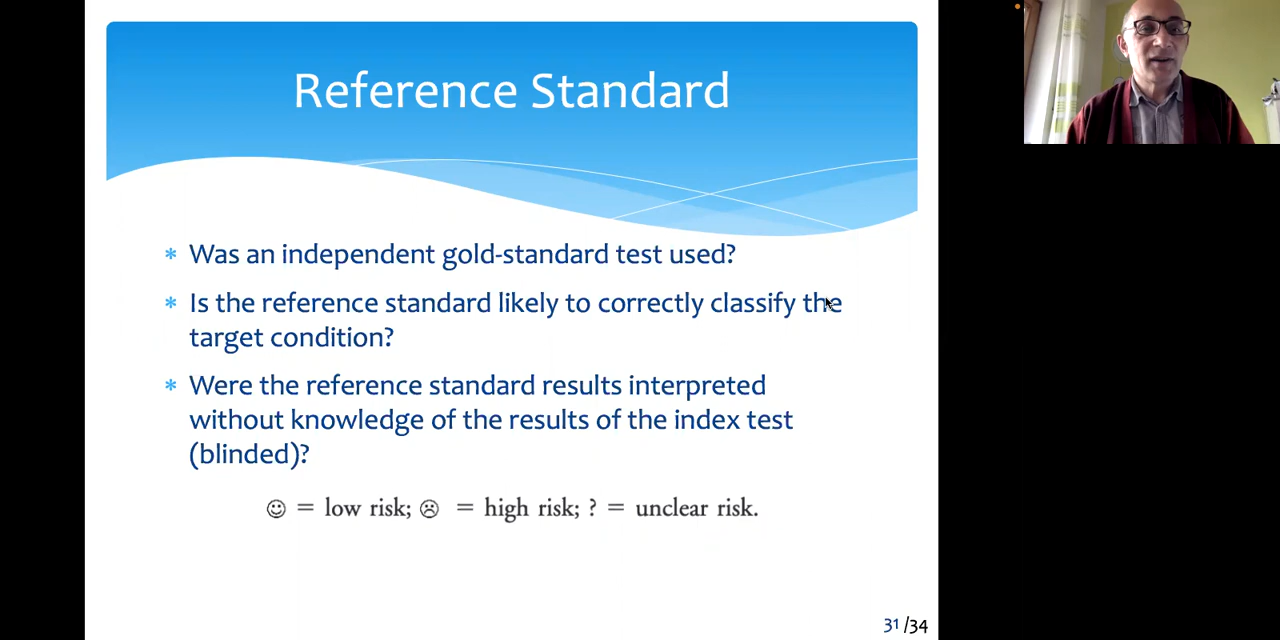 Reference Standard
* Was an independent gold-standard test used?
* Is the reference standard likely to correctly classify the
target condition?
* Were the reference standard results interpreted
without knowledge of the results of the index test
(blinded)?
☺ = low risk; ☹ = high risk; ? = unclear risk.
31 /34